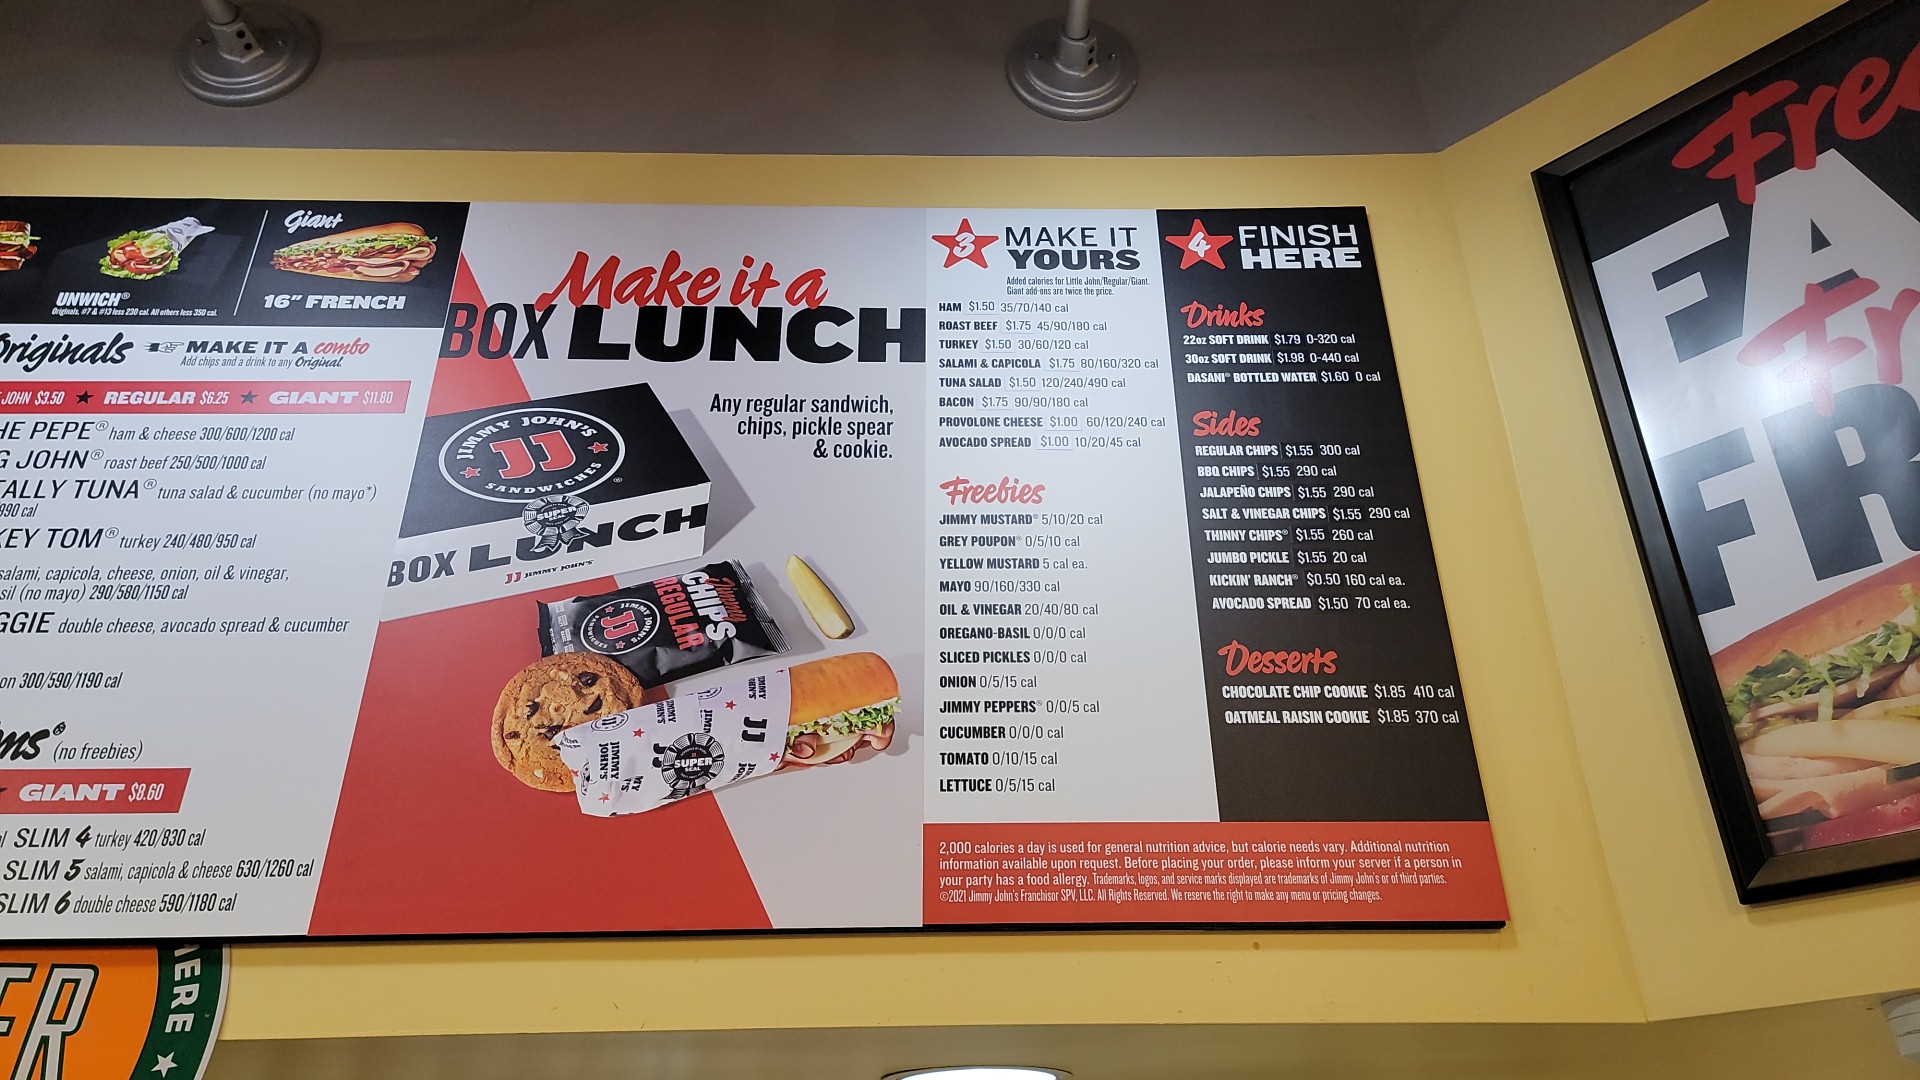 UNWICH®
Originals, #7 & #13 less 230 cal. All others less 350 cal.
Giant
16" FRENCH
Originals
MAKE IT A combo
Add chips and a drink to any Original.
JOHN $3.50 ★ REGULAR $6.25 ★ GIANT $11.80
HE PEPE® ham & cheese 300/600/1200 cal
G JOHN® roast beef 250/500/1000 cal
TALLY TUNA® tuna salad & cucumber (no mayo*)
990 cal
KEY TOM® turkey 240/480/950 cal
salami, capicola, cheese, onion, oil & vinegar,
sil (no mayo) 290/580/1150 cal
GGIE double cheese, avocado spread & cucumber
on 300/590/1190 cal
ms® (no freebies)
★ GIANT $8.60
SLIM 4 turkey 420/830 cal
SLIM 5 salami, capicola & cheese 630/1260 cal
SLIM 6 double cheese 590/1180 cal
Make it a
BOX LUNCH
Any regular sandwich,
chips, pickle spear
& cookie.
JIMMY JOHN'S
JJ
SANDWICHES
SUPER
SEAL
BOX LUNCH
JJ JIMMY JOHN'S
Jimmy
CHIPS
REGULAR
JIMMY JOHN'S
JJ
SANDWICHES
JIMMY
JOHN'S
JJ
SUPER
SEAL
3 MAKE IT
YOURS
Added calories for Little John/Regular/Giant.
Giant add-ons are twice the price.
HAM $1.50 35/70/140 cal
ROAST BEEF $1.75 45/90/180 cal
TURKEY $1.50 30/60/120 cal
SALAMI & CAPICOLA $1.75 80/160/320 cal
TUNA SALAD $1.50 120/240/490 cal
BACON $1.75 90/90/180 cal
PROVOLONE CHEESE $1.00 60/120/240 cal
AVOCADO SPREAD $1.00 10/20/45 cal
Freebies
JIMMY MUSTARD® 5/10/20 cal
GREY POUPON® 0/5/10 cal
YELLOW MUSTARD 5 cal ea.
MAYO 90/160/330 cal
OIL & VINEGAR 20/40/80 cal
OREGANO-BASIL 0/0/0 cal
SLICED PICKLES 0/0/0 cal
ONION 0/5/15 cal
JIMMY PEPPERS® 0/0/5 cal
CUCUMBER 0/0/0 cal
TOMATO 0/10/15 cal
LETTUCE 0/5/15 cal
4 FINISH
HERE
Drinks
22oz SOFT DRINK $1.79 0-320 cal
30oz SOFT DRINK $1.98 0-440 cal
DASANI® BOTTLED WATER $1.60 0 cal
Sides
REGULAR CHIPS $1.55 300 cal
BBQ CHIPS $1.55 290 cal
JALAPEÑO CHIPS $1.55 290 cal
SALT & VINEGAR CHIPS $1.55 290 cal
THINNY CHIPS® $1.55 260 cal
JUMBO PICKLE $1.55 20 cal
KICKIN' RANCH® $0.50 160 cal ea.
AVOCADO SPREAD $1.50 70 cal ea.
Desserts
CHOCOLATE CHIP COOKIE $1.85 410 cal
OATMEAL RAISIN COOKIE $1.85 370 cal
2,000 calories a day is used for general nutrition advice, but calorie needs vary. Additional nutrition
information available upon request. Before placing your order, please inform your server if a person in
your party has a food allergy. Trademarks, logos, and service marks displayed are trademarks of Jimmy John's or of third parties.
©2021 Jimmy John's Franchisor SPV, LLC. All Rights Reserved. We reserve the right to make any menu or pricing changes.
Free
EA
Fr
FR
ER
IERE ★